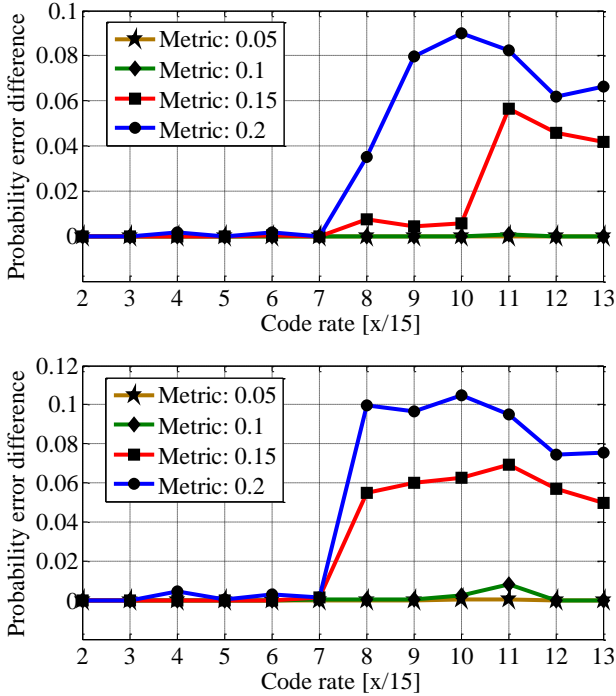 0.1
0.08
0.06
0.04
0.02
0
Probability error difference
Metric: 0.05
Metric: 0.1
Metric: 0.15
Metric: 0.2
2 3 4 5 6 7 8 9 10 11 12 13
Code rate [x/15]
0.12
0.1
0.08
0.06
0.04
0.02
0
Probability error difference
Metric: 0.05
Metric: 0.1
Metric: 0.15
Metric: 0.2
2 3 4 5 6 7 8 9 10 11 12 13
Code rate [x/15]